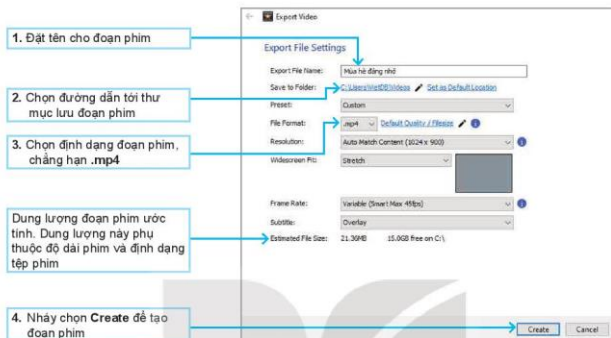 Export Video
1. Đặt tên cho đoạn phim
Export File Settings
Export File Name: Mùa hè đáng nhớ
2. Chọn đường dẫn tới thư
mục lưu đoạn phim
Save to Folder: Set as Default Location
Preset: Custom
3. Chọn định dạng đoạn phim,
chẳng hạn .mp4
File Format: .mp4 Default Quality / Filesize
Resolution: Auto Match Content (1024 x 900)
Widescreen Fit: Stretch
Frame Rate: Variable (Smart Max 45fps)
Subtitle: Overlay
Dung lượng đoạn phim ước
tính. Dung lượng này phụ
thuộc độ dài phim và định dạng
tệp phim
Estimated File Size: 21.36MB 15.0GB free on C:\
4. Nháy chọn Create để tạo
đoạn phim
Create Cancel